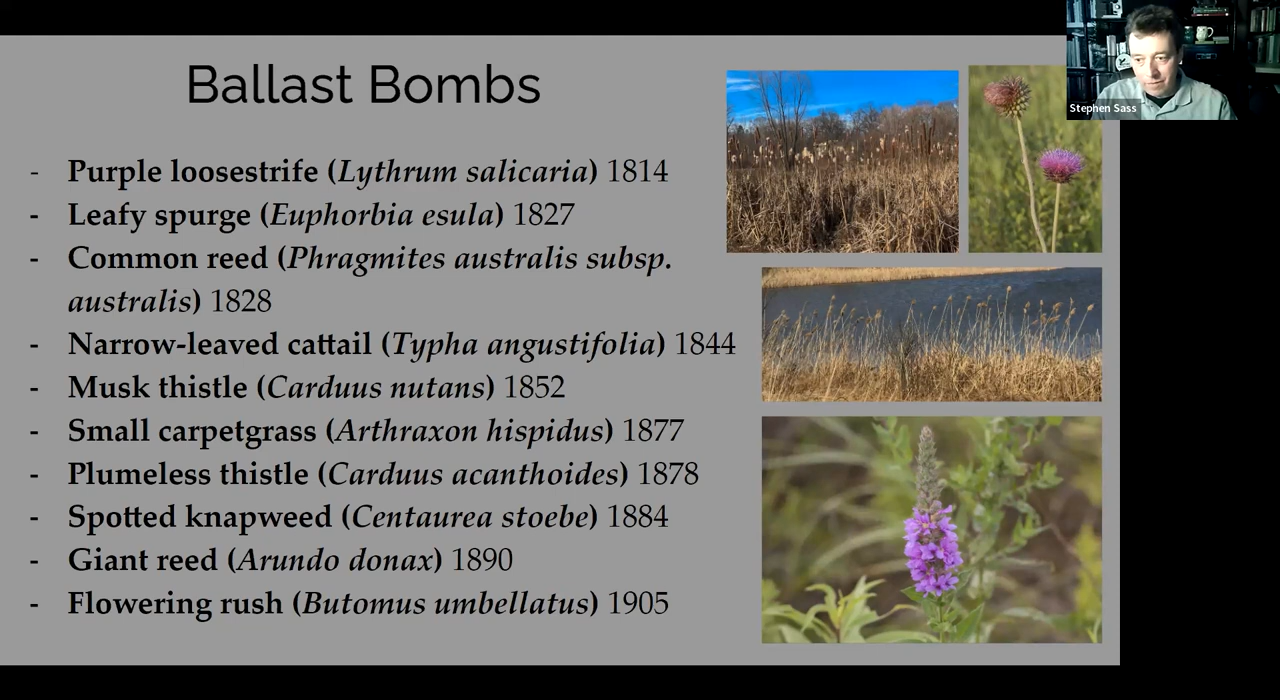 Ballast Bombs
Stephen Sass
- Purple loosestrife (Lythrum salicaria) 1814
- Leafy spurge (Euphorbia esula) 1827
- Common reed (Phragmites australis subsp.
australis) 1828
- Narrow-leaved cattail (Typha angustifolia) 1844
- Musk thistle (Carduus nutans) 1852
- Small carpetgrass (Arthraxon hispidus) 1877
- Plumeless thistle (Carduus acanthoides) 1878
- Spotted knapweed (Centaurea stoebe) 1884
- Giant reed (Arundo donax) 1890
- Flowering rush (Butomus umbellatus) 1905